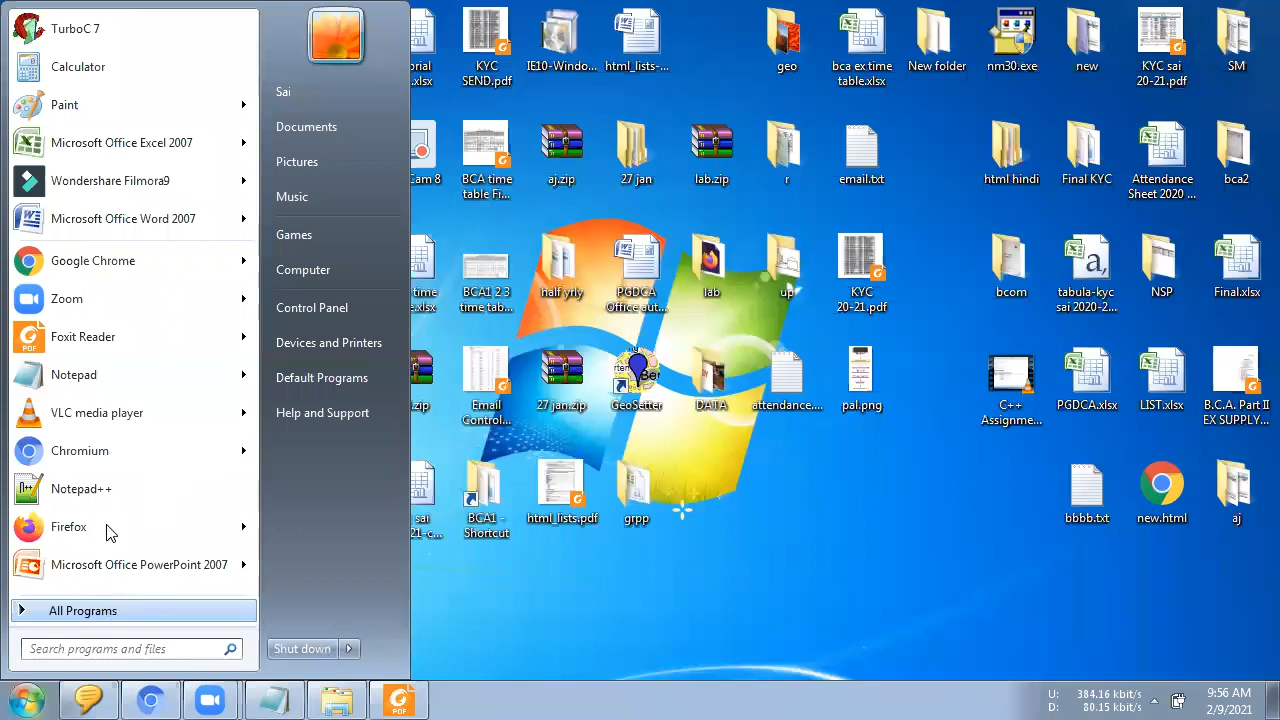 TurboC 7
Calculator
Paint
Microsoft Office Excel 2007
Wondershare Filmora9
Microsoft Office Word 2007
Google Chrome
Zoom
Foxit Reader
Notepad
VLC media player
Chromium
Notepad++
Firefox
Microsoft Office PowerPoint 2007
All Programs
Search programs and files
Sai
Documents
Pictures
Music
Games
Computer
Control Panel
Devices and Printers
Default Programs
Help and Support
Shut down
orial
.xlsx
KYC
SEND.pdf
IE10-Windo...
html_lists-...
geo
bca ex time
table.xlsx
New folder
nm30.exe
new
KYC sai
20-21.pdf
SM
Cam 8
BCA time
table Fi...
aj.zip
27 jan
lab.zip
r
email.txt
html hindi
Final KYC
Attendance
Sheet 2020 ...
bca2
time
e.xlsx
BCA1 2 3
time tab...
half yrly
PGDCA
Office aut...
lab
up
KYC
20-21.pdf
bcom
tabula-kyc
sai 2020-2...
NSP
Final.xlsx
.zip
Email
Control...
27 jan.zip
GeoSetter
DATA
attendance....
pal.png
C++
Assignme...
PGDCA.xlsx
LIST.xlsx
B.C.A. Part.II
EX SUPPLY...
sai
21-c...
BCA1 -
Shortcut
html_lists.pdf
grpp
bbbb.txt
new.html
aj
PDF
U: 384.16 kbit/s
D: 80.15 kbit/s
9:56 AM
2/9/2021